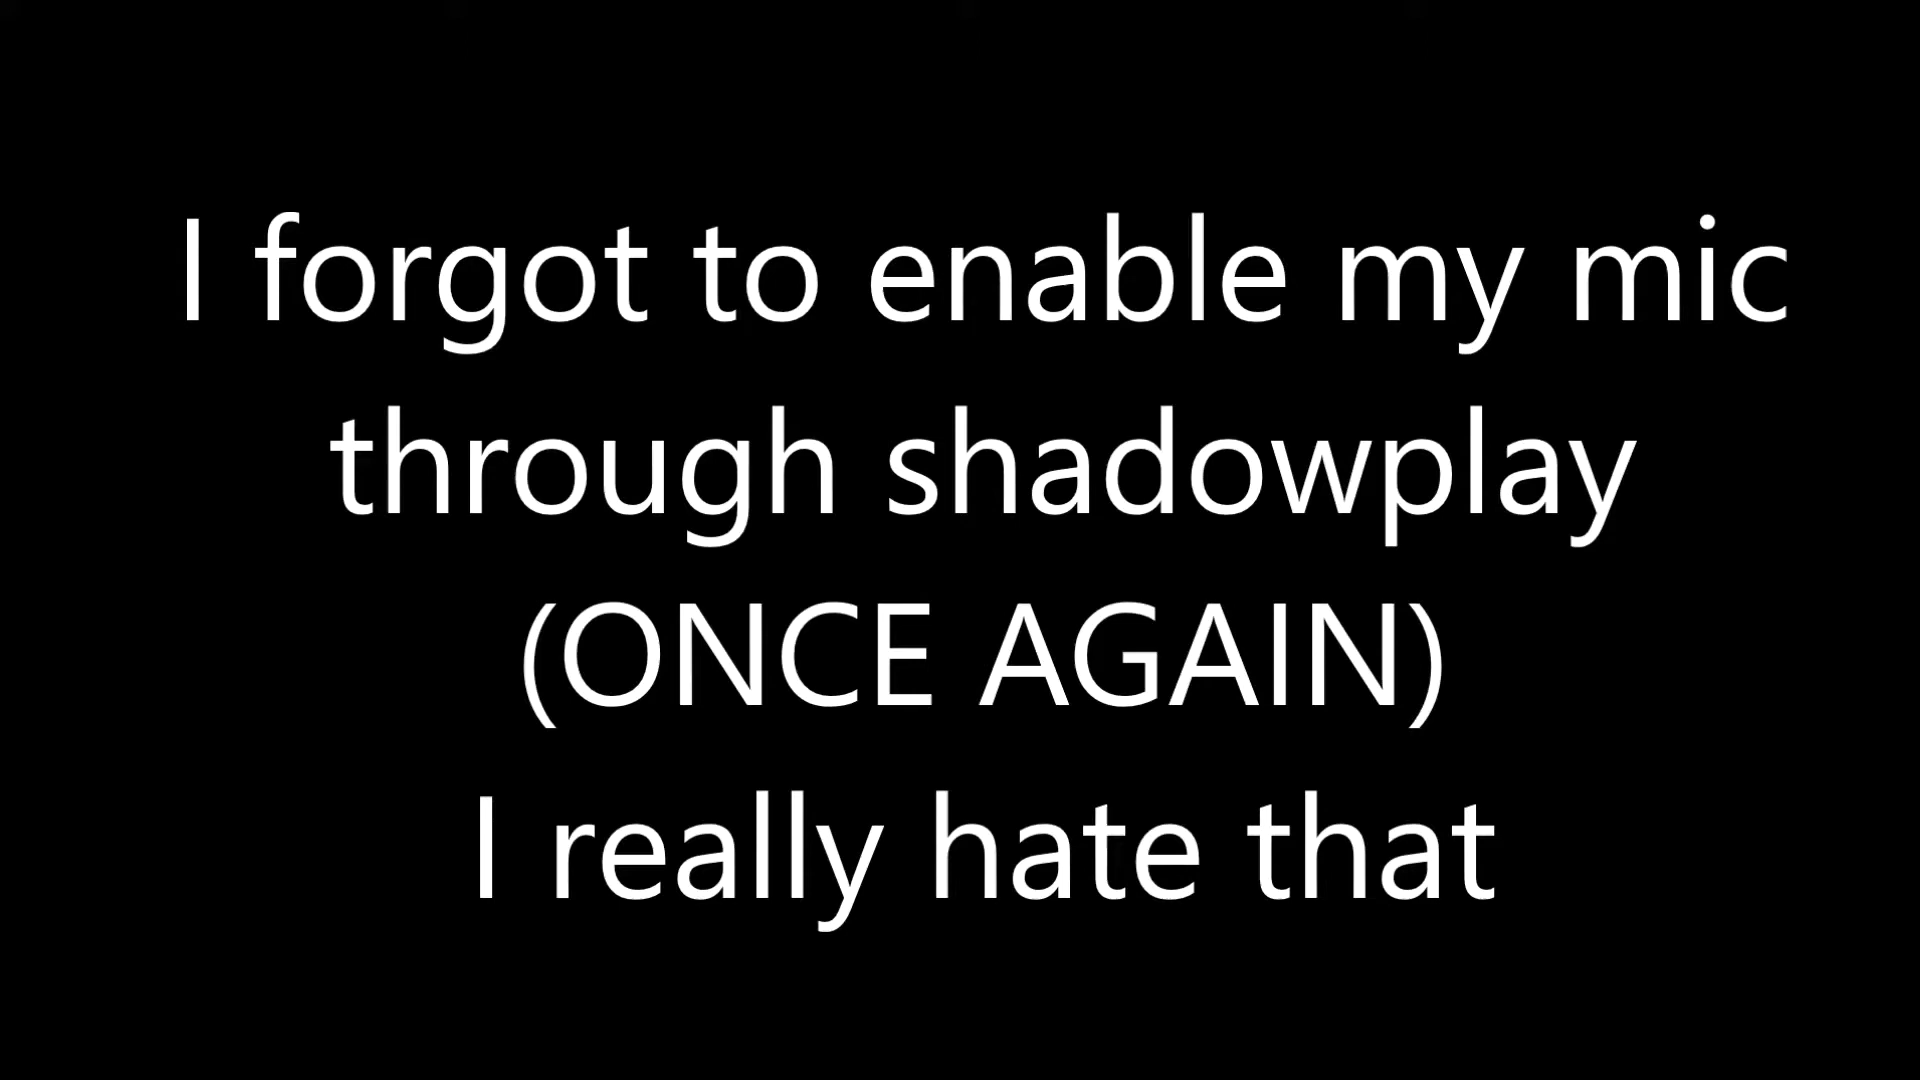 I forgot to enable my mic
through shadowplay
(ONCE AGAIN)
I really hate that